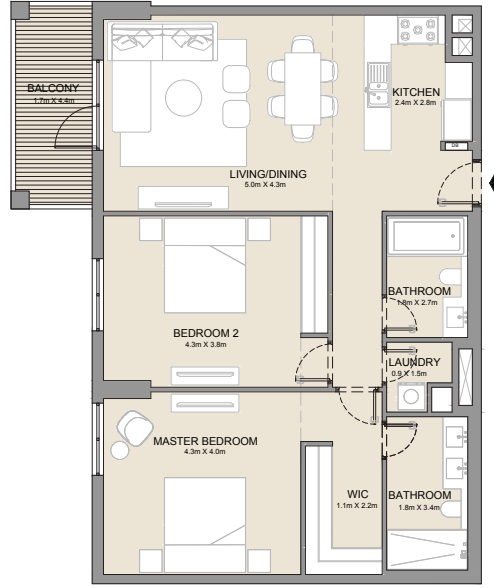 BALCONY
1.7m X 4.4m
KITCHEN
2.4m X 2.8m
DB
LIVING/DINING
5.0m X 4.3m
BATHROOM
1.8m X 2.7m
BEDROOM 2
4.3m X 3.8m
LAUNDRY
0.9 X 1.5m
MASTER BEDROOM
4.3m X 4.0m
WIC
1.1m X 2.2m
BATHROOM
1.8m X 3.4m